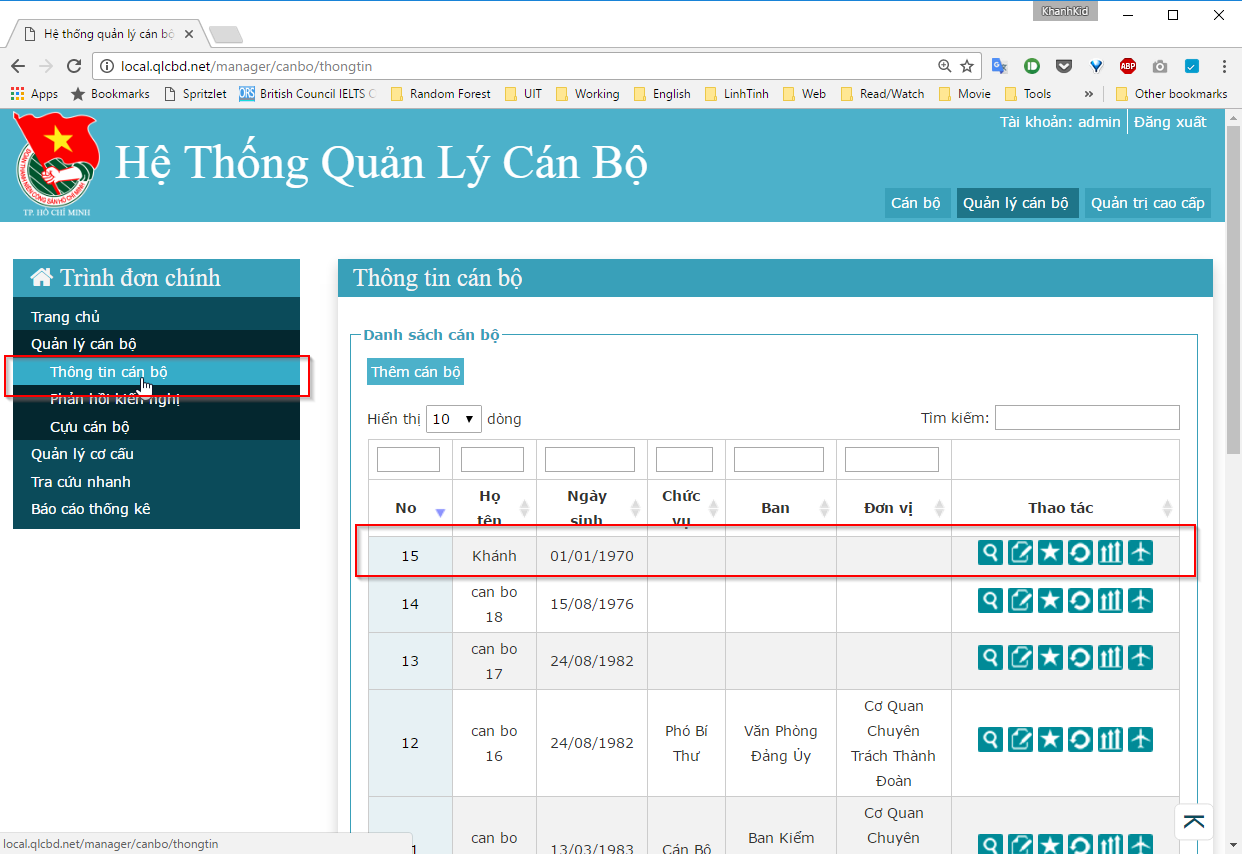 KhanhKid
Hệ thống quản lý cán bộ
local.qlcbd.net/manager/canbo/thongtin
Apps Bookmarks Spritzlet ORS British Council IELTS C Random Forest UIT Working English LinhTinh Web Read/Watch Movie Tools » Other bookmarks
Tài khoản: admin Đăng xuất
ĐOÀN THANH NIÊN CỘNG SẢN HỒ CHÍ MINH
TP. HỒ CHÍ MINH
Hệ Thống Quản Lý Cán Bộ
Cán bộ Quản lý cán bộ Quản trị cao cấp
Trình đơn chính
Trang chủ
Quản lý cán bộ
Thông tin cán bộ
Phản hồi kiến nghị
Cựu cán bộ
Quản lý cơ cấu
Tra cứu nhanh
Báo cáo thống kê
Thông tin cán bộ
Danh sách cán bộ
Thêm cán bộ
Hiển thị 10 dòng Tìm kiếm:
No Họ tên Ngày sinh Chức vụ Ban Đơn vị Thao tác
15 Khánh 01/01/1970
14 can bo 18 15/08/1976
13 can bo 17 24/08/1982
12 can bo 16 24/08/1982 Phó Bí Thư Văn Phòng Đảng Ủy Cơ Quan Chuyên Trách Thành Đoàn
can bo 13/03/1983 Cán Bộ Ban Kiểm Cơ Quan Chuyên
local.qlcbd.net/manager/canbo/thongtin